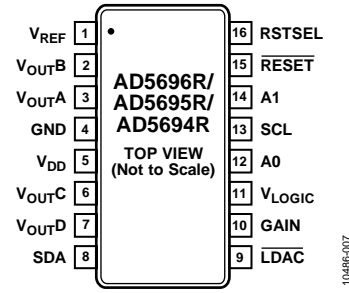 VREF 1
VOUTB 2
VOUTA 3
GND 4
VDD 5
VOUTC 6
VOUTD 7
SDA 8
AD5696R/
AD5695R/
AD5694R
TOP VIEW
(Not to Scale)
16 RSTSEL
15 RESET
14 A1
13 SCL
12 A0
11 VLOGIC
10 GAIN
9 LDAC
10486-007